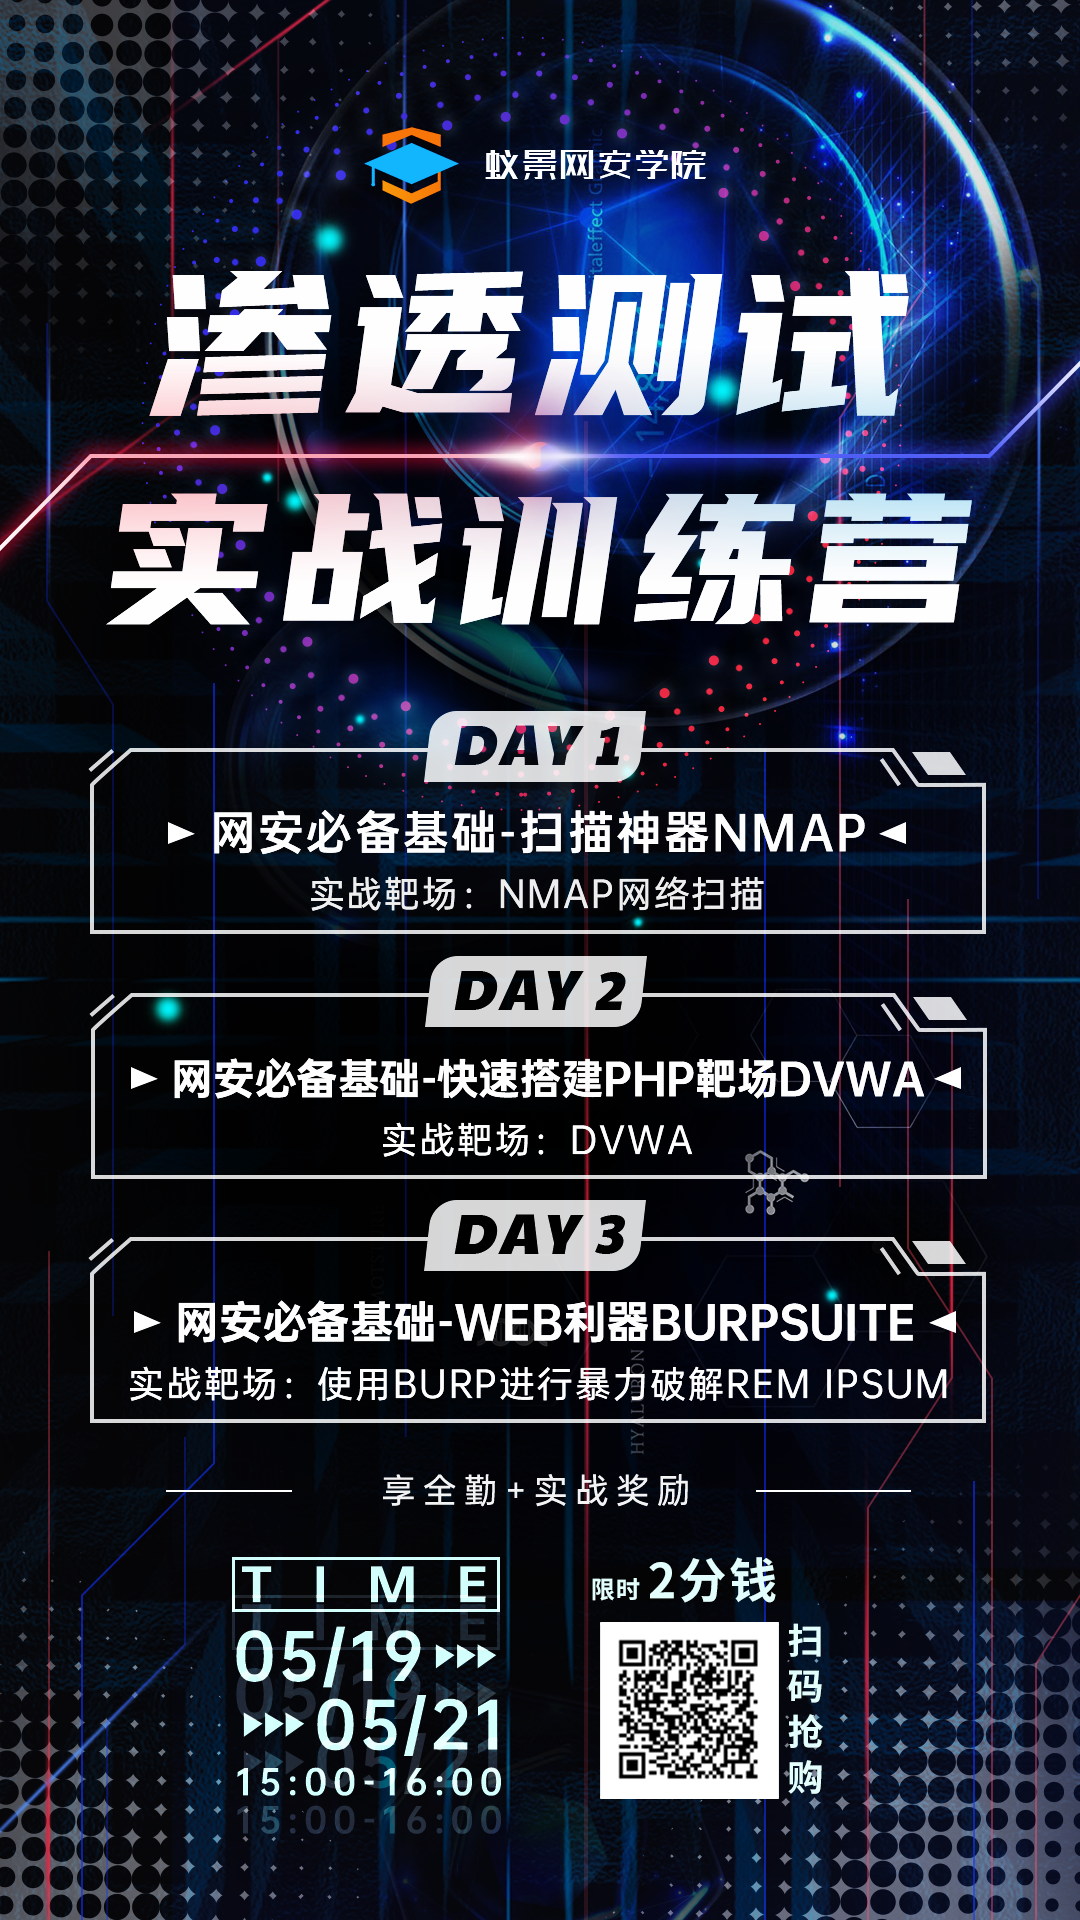 蚁景网安学院
渗透测试
实战训练营
DAY 1
网安必备基础-扫描神器NMAP
实战靶场：NMAP网络扫描
DAY 2
网安必备基础-快速搭建PHP靶场DVWA
实战靶场：DVWA
DAY 3
网安必备基础-WEB利器BURPSUITE
实战靶场：使用BURP进行暴力破解REM IPSUM
HYALURION
享全勤+实战奖励
TIME
05/19
05/21
15:00-16:00
限时 2分钱
扫码抢购